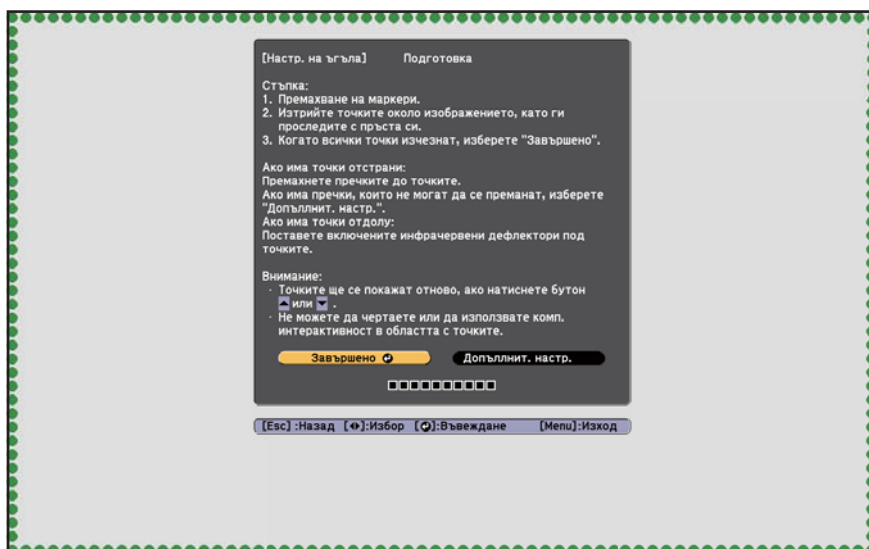 [Настр. на ъгъла] Подготовка
Стъпка:
1. Премахване на маркери.
2. Изтрийте точките около изображението, като ги
проследите с пръста си.
3. Когато всички точки изчезнат, изберете "Завършено".
Ако има точки отстрани:
Премахнете пречките до точките.
Ако има пречки, които не могат да се преманат, изберете
"Допъллнит. настр.".
Ако има точки отдолу:
Поставете включените инфрачервени дефлектори под
точките.
Внимание:
· Точките ще се покажат отново, ако натиснете бутон
▲ или ▼ .
· Не можете да чертаете или да използвате комп.
интерактивност в областта с точките.
Завършено Допъллнит. настр.
[Esc] :Назад [◆]:Избор [↵]:Въвеждане [Menu]:Изход